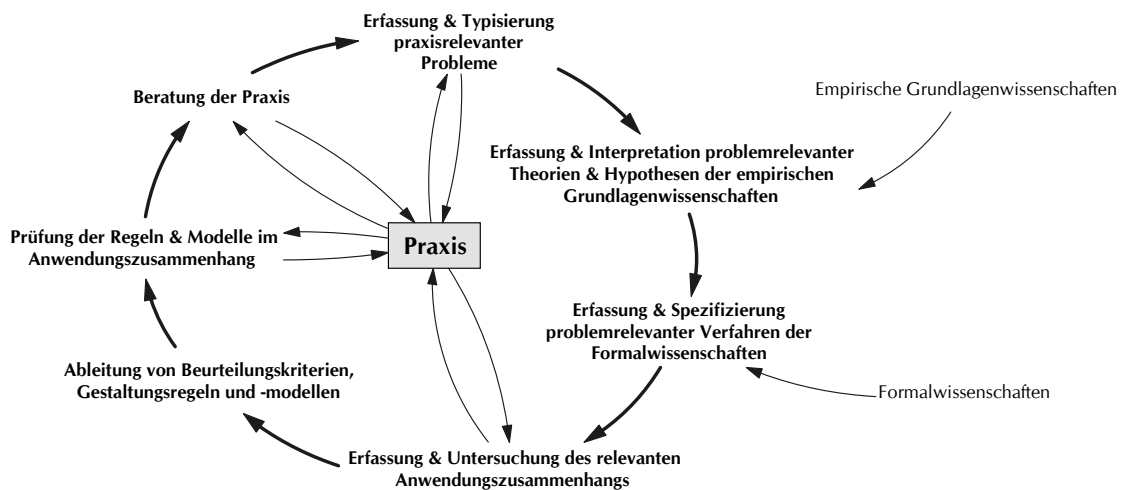 Erfassung & Typisierung
praxisrelevanter
Probleme
Beratung der Praxis
Empirische Grundlagenwissenschaften
Erfassung & Interpretation problemrelevanter
Theorien & Hypothesen der empirischen
Grundlagenwissenschaften
Prüfung der Regeln & Modelle im
Anwendungszusammenhang
Praxis
Erfassung & Spezifizierung
problemrelevanter Verfahren der
Formalwissenschaften
Ableitung von Beurteilungskriterien,
Gestaltungsregeln und -modellen
Formalwissenschaften
Erfassung & Untersuchung des relevanten
Anwendungszusammenhangs